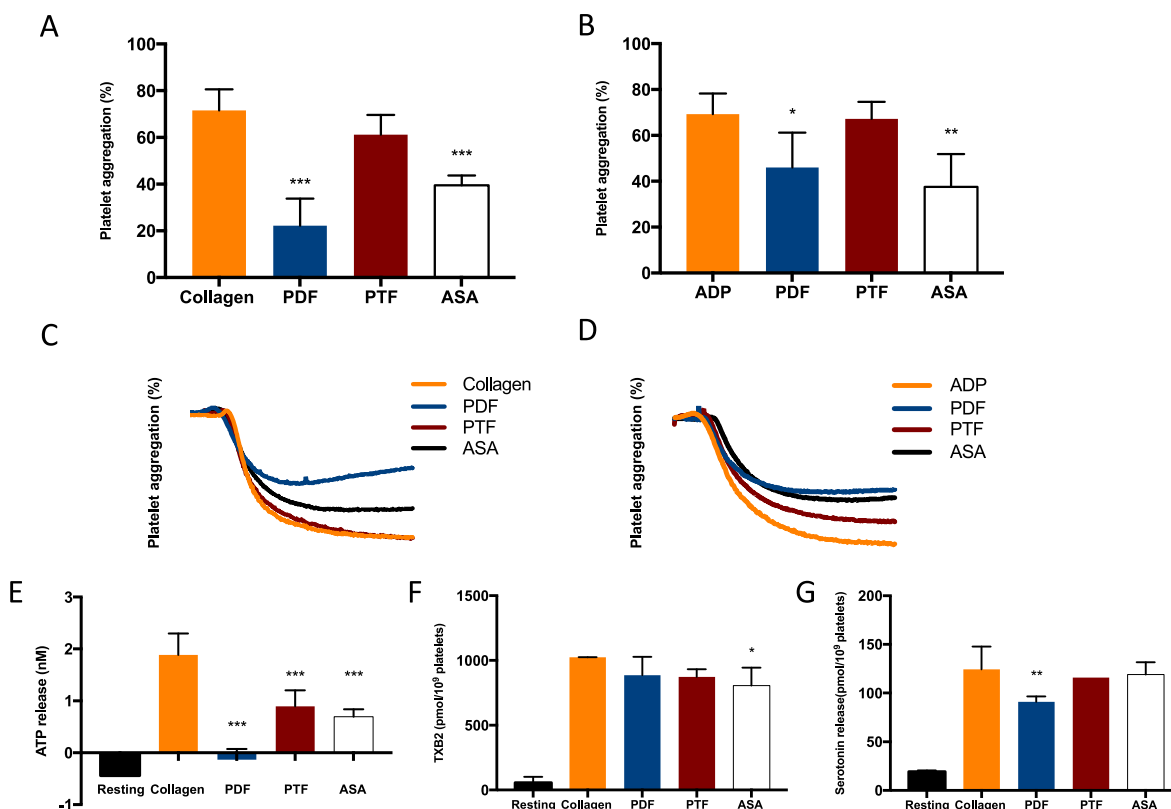 A
Platelet aggregation (%)
100
80
60
40
20
0
***
***
Collagen PDF PTF ASA
B
Platelet aggregation (%)
100
80
60
40
20
0
*
**
ADP PDF PTF ASA
C
Platelet aggregation (%)
Collagen
PDF
PTF
ASA
D
Platelet aggregation (%)
ADP
PDF
PTF
ASA
E
ATP release (nM)
3
2
1
0
-1
***
***
***
Resting Collagen PDF PTF ASA
F
TXB2 (pmol/10⁹ platelets)
1500
1000
500
0
*
Resting Collagen PDF PTF ASA
G
Serotonin release(pmol/10⁹ platelets)
200
150
100
50
0
**
Resting Collagen PDF PTF ASA